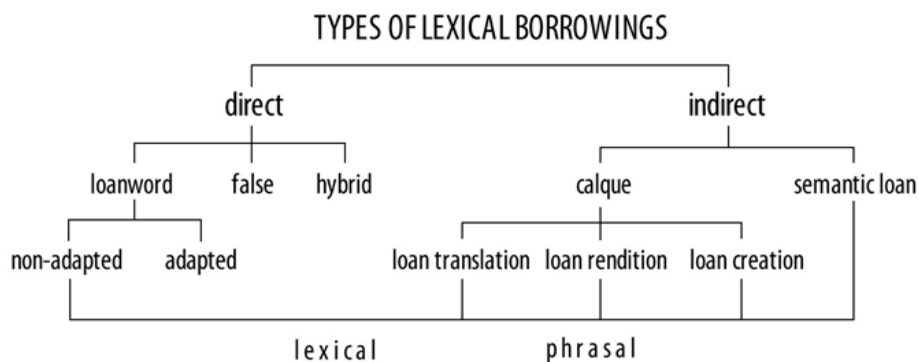 TYPES OF LEXICAL BORROWINGS
direct indirect
loanword false hybrid calque semantic loan
non-adapted adapted loan translation loan rendition loan creation
lexical phrasal